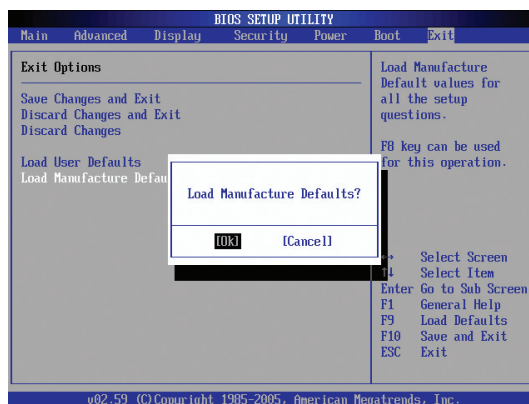 BIOS SETUP UTILITY
Main Advanced Display Security Power Boot Exit
Exit Options
Save Changes and Exit
Discard Changes and Exit
Discard Changes
Load User Defaults
Load Manufacture Defau
Load Manufacture Defaults?
[Ok] [Cancel]
Load Manufacture
Default values for
all the setup
questions.
F8 key can be used
for this operation.
↔ Select Screen
↑↓ Select Item
Enter Go to Sub Screen
F1 General Help
F9 Load Defaults
F10 Save and Exit
ESC Exit
v02.59 (C)Copyright 1985-2005, American Megatrends, Inc.